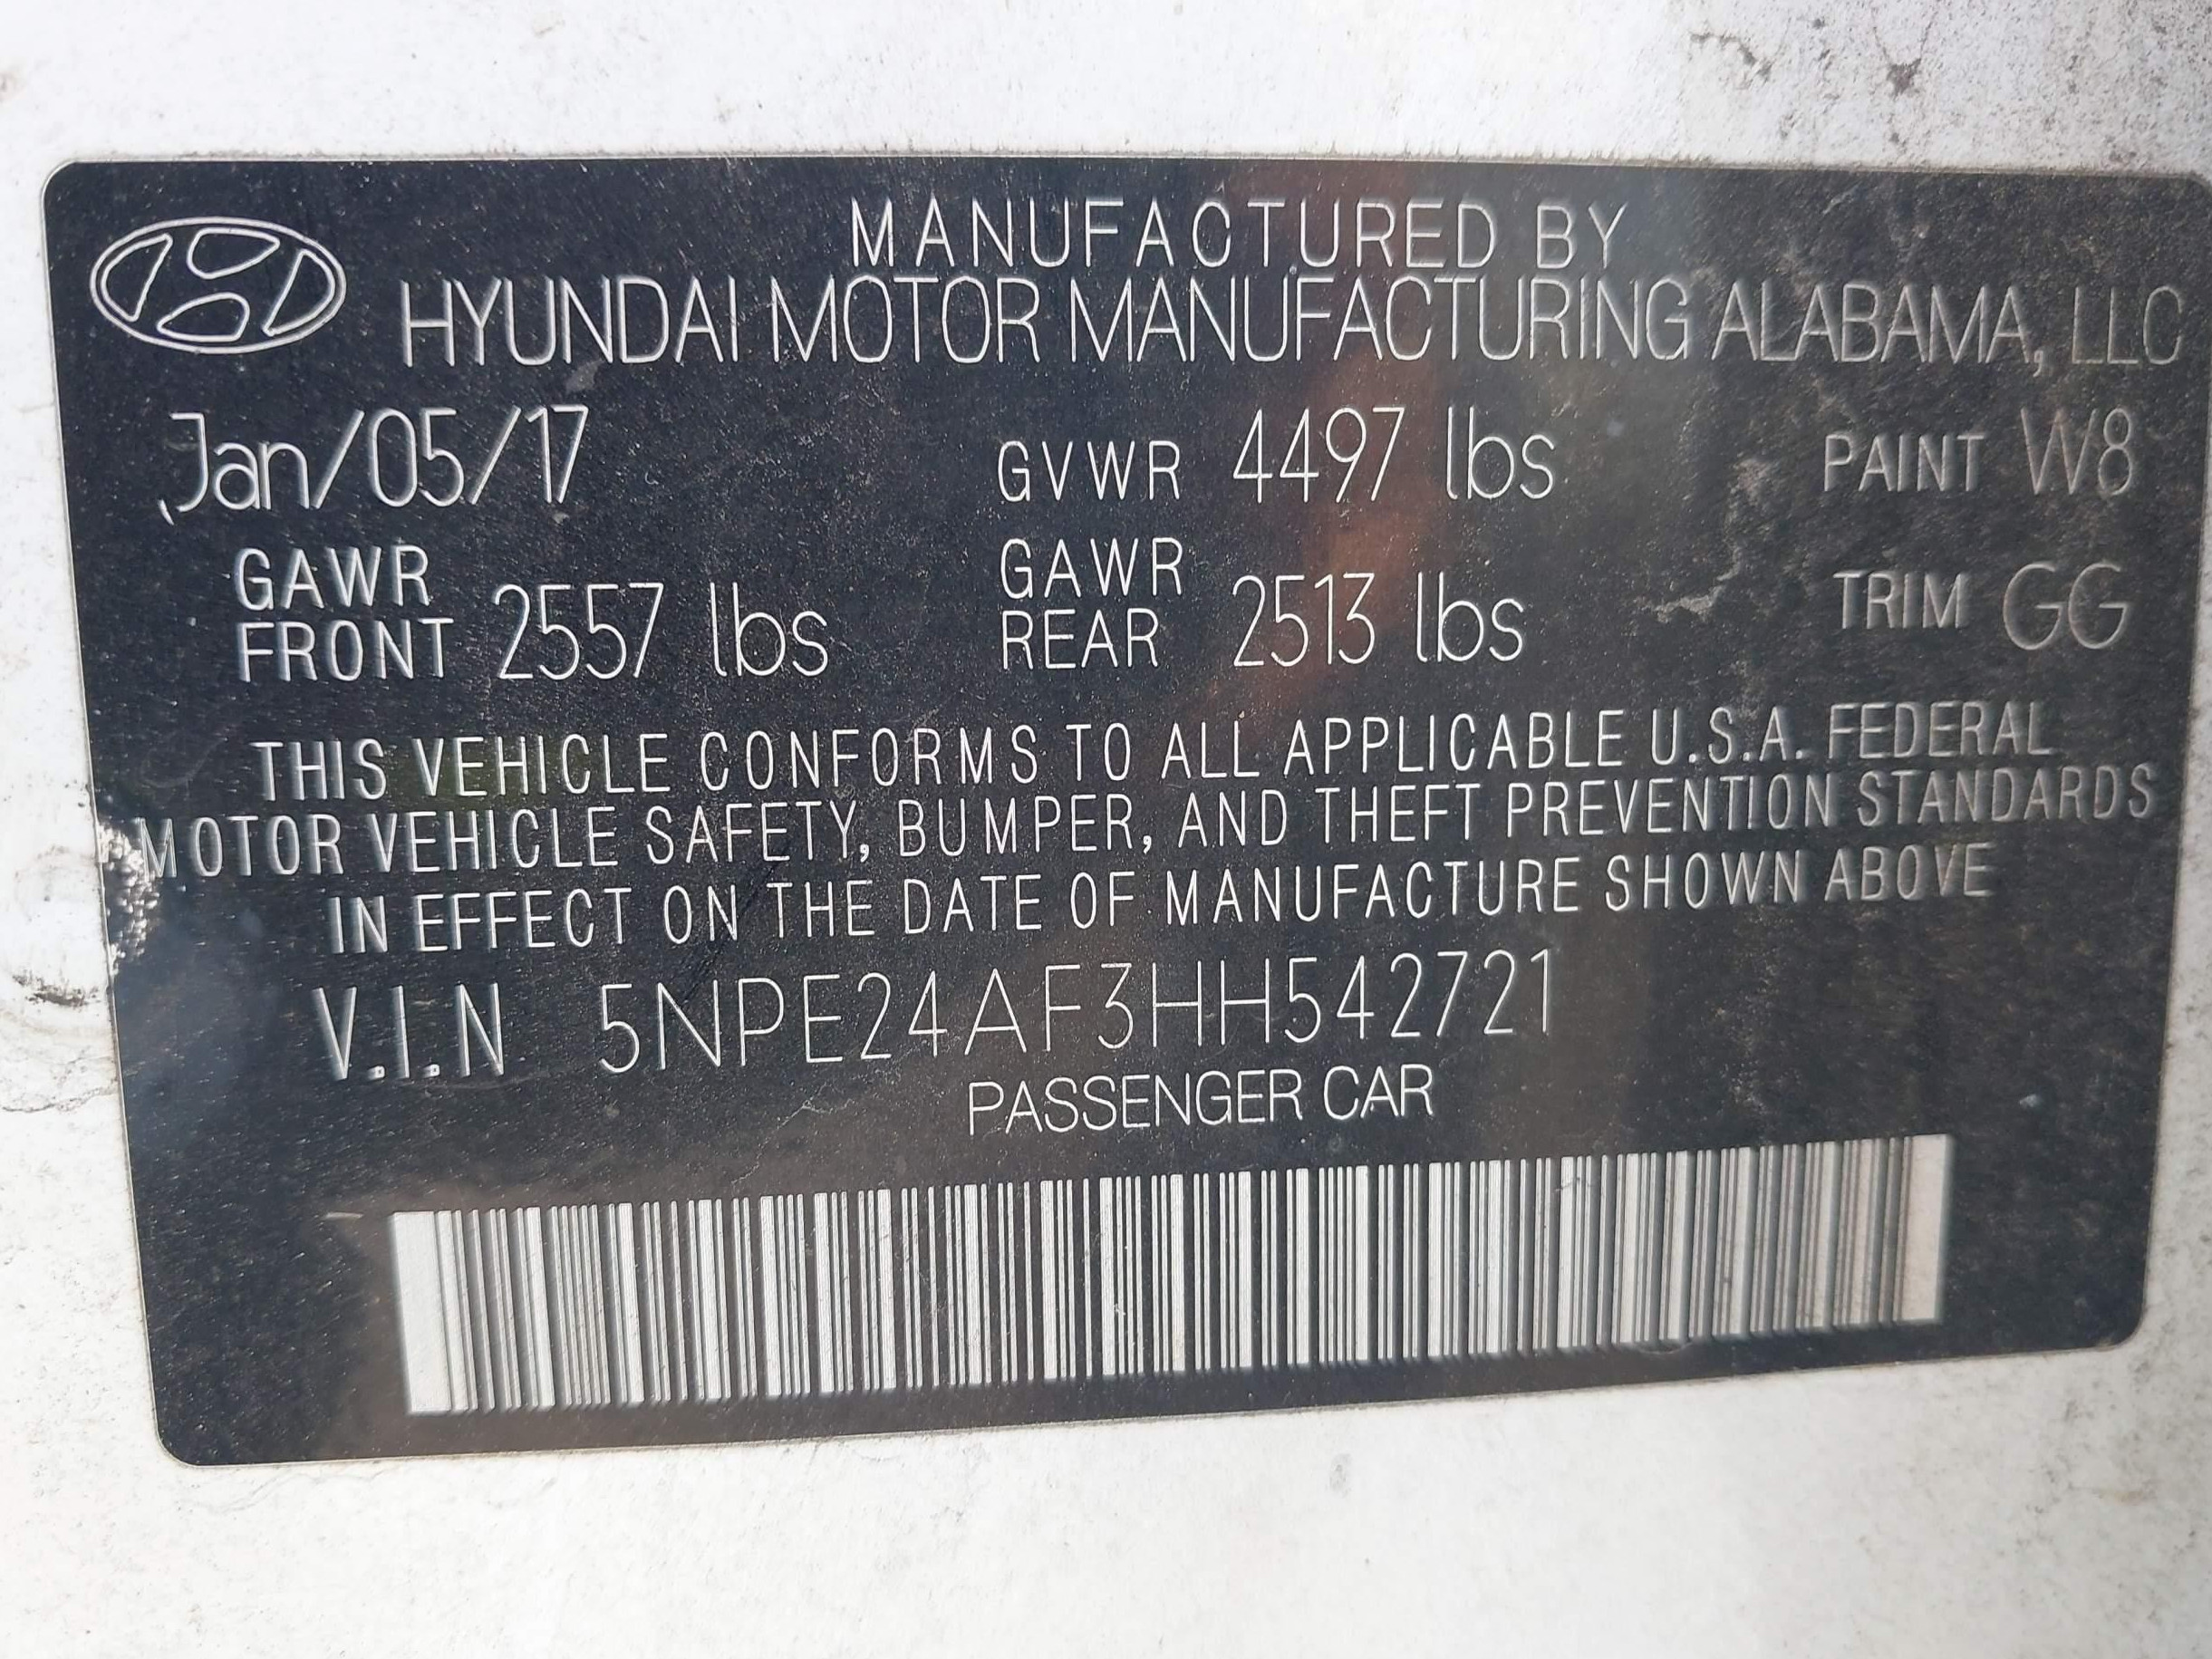 MANUFACTURED BY
HYUNDAI MOTOR MANUFACTURING ALABAMA, LLC
Jan/05/17 GVWR 4497 lbs PAINT W8
GAWR FRONT 2557 lbs GAWR REAR 2513 lbs TRIM GG
THIS VEHICLE CONFORMS TO ALL APPLICABLE U.S.A. FEDERAL
MOTOR VEHICLE SAFETY, BUMPER, AND THEFT PREVENTION STANDARDS
IN EFFECT ON THE DATE OF MANUFACTURE SHOWN ABOVE
V.I.N 5NPE24AF3HH542721
PASSENGER CAR